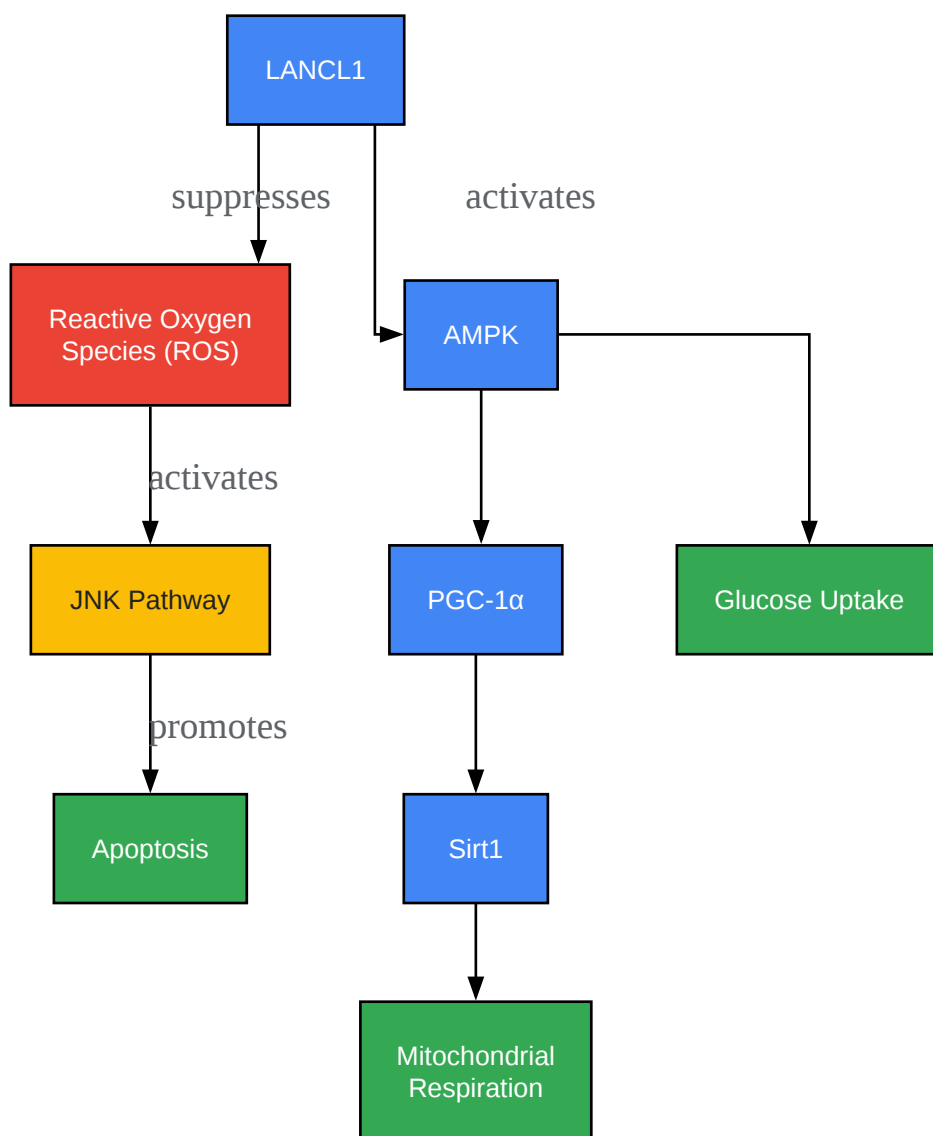 LANCL1
suppresses
activates
Reactive Oxygen
Species (ROS)
AMPK
activates
JNK Pathway
PGC-1α
Glucose Uptake
promotes
Apoptosis
Sirt1
Mitochondrial
Respiration